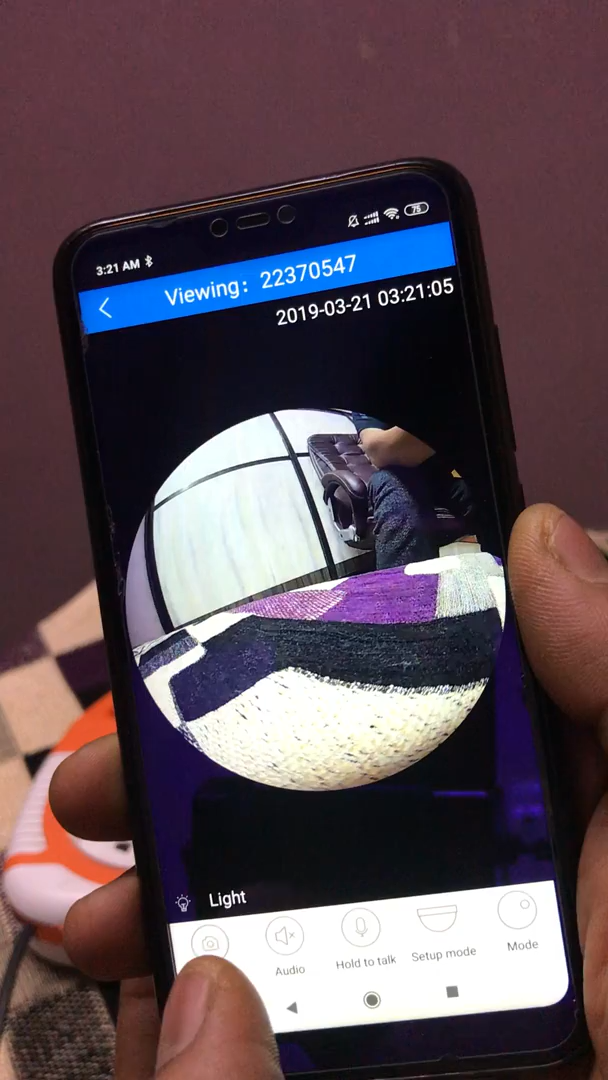 3:21 AM
75
Viewing: 22370547
2019-03-21 03:21:05
Light
Audio
Hold to talk
Setup mode
Mode